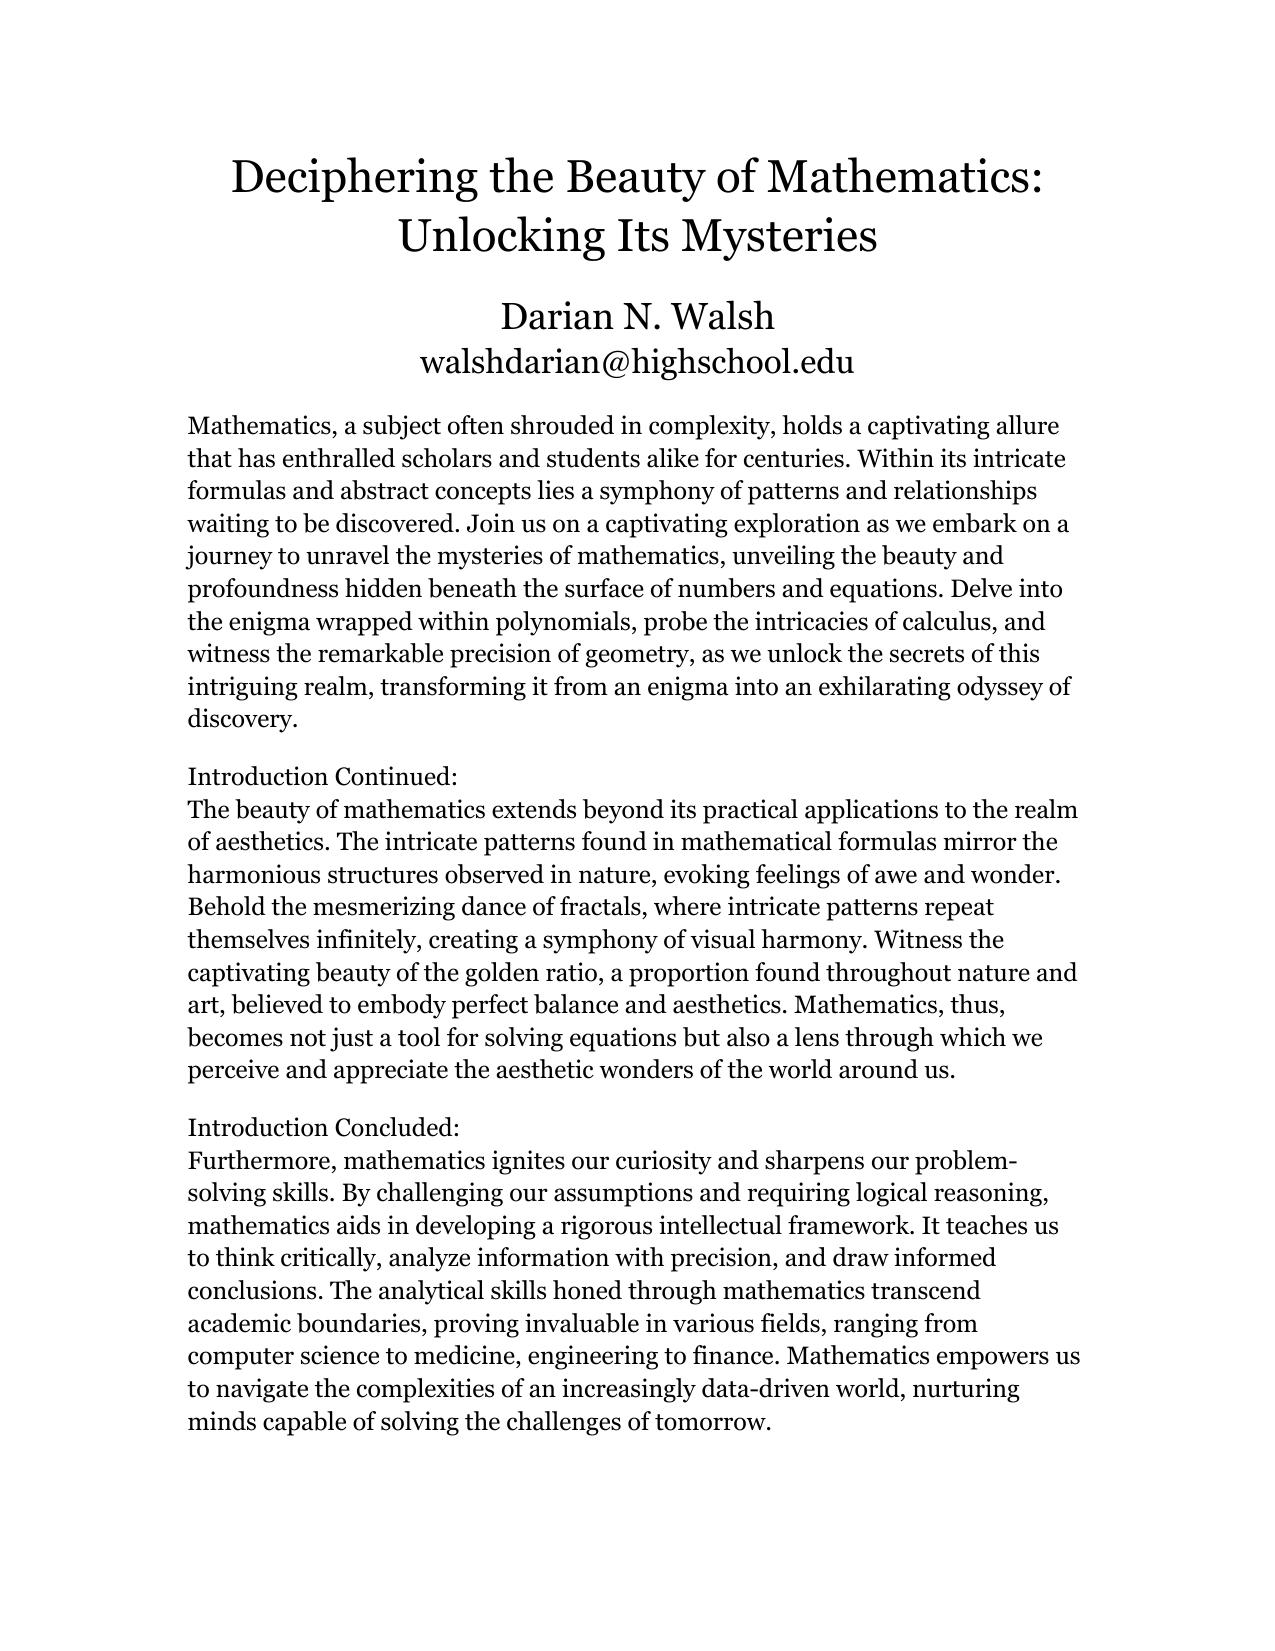 Deciphering the Beauty of Mathematics:
Unlocking Its Mysteries
Darian N. Walsh
walshdarian@highschool.edu
Mathematics, a subject often shrouded in complexity, holds a captivating allure
that has enthralled scholars and students alike for centuries. Within its intricate
formulas and abstract concepts lies a symphony of patterns and relationships
waiting to be discovered. Join us on a captivating exploration as we embark on a
journey to unravel the mysteries of mathematics, unveiling the beauty and
profoundness hidden beneath the surface of numbers and equations. Delve into
the enigma wrapped within polynomials, probe the intricacies of calculus, and
witness the remarkable precision of geometry, as we unlock the secrets of this
intriguing realm, transforming it from an enigma into an exhilarating odyssey of
discovery.
Introduction Continued:
The beauty of mathematics extends beyond its practical applications to the realm
of aesthetics. The intricate patterns found in mathematical formulas mirror the
harmonious structures observed in nature, evoking feelings of awe and wonder.
Behold the mesmerizing dance of fractals, where intricate patterns repeat
themselves infinitely, creating a symphony of visual harmony. Witness the
captivating beauty of the golden ratio, a proportion found throughout nature and
art, believed to embody perfect balance and aesthetics. Mathematics, thus,
becomes not just a tool for solving equations but also a lens through which we
perceive and appreciate the aesthetic wonders of the world around us.
Introduction Concluded:
Furthermore, mathematics ignites our curiosity and sharpens our problem-
solving skills. By challenging our assumptions and requiring logical reasoning,
mathematics aids in developing a rigorous intellectual framework. It teaches us
to think critically, analyze information with precision, and draw informed
conclusions. The analytical skills honed through mathematics transcend
academic boundaries, proving invaluable in various fields, ranging from
computer science to medicine, engineering to finance. Mathematics empowers us
to navigate the complexities of an increasingly data-driven world, nurturing
minds capable of solving the challenges of tomorrow.